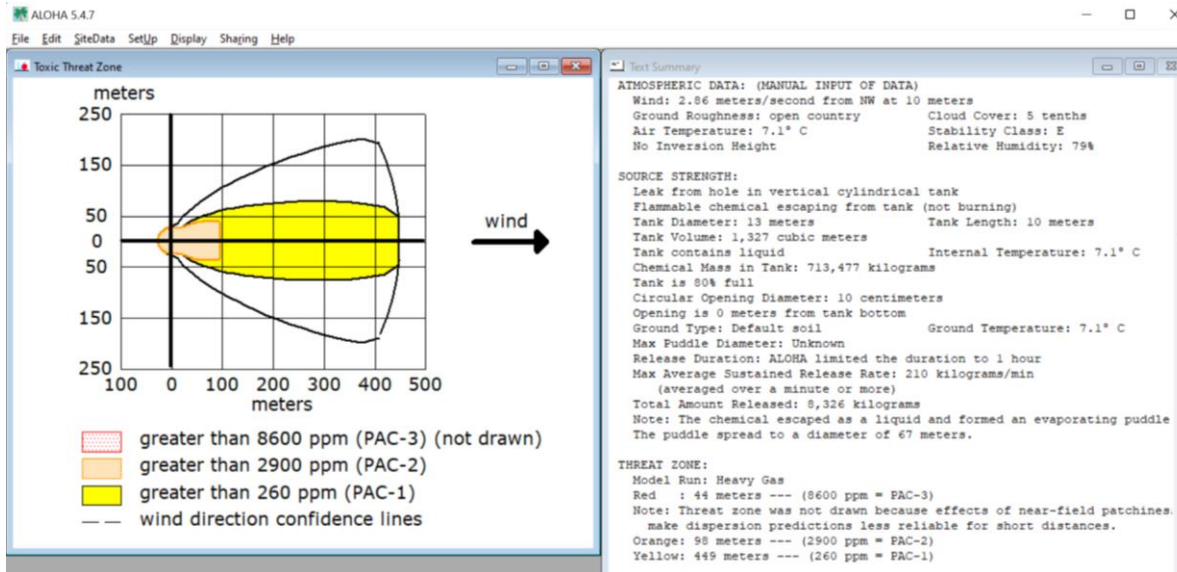 ALOHA 5.4.7
File Edit SiteData SetUp Display Sharing Help
Toxic Threat Zone
meters
250
150
50
0
50
150
250
100 0 100 200 300 400 500
meters
wind
greater than 8600 ppm (PAC-3) (not drawn)
greater than 2900 ppm (PAC-2)
greater than 260 ppm (PAC-1)
wind direction confidence lines
Text Summary
ATMOSPHERIC DATA: (MANUAL INPUT OF DATA)
Wind: 2.86 meters/second from NW at 10 meters
Ground Roughness: open country Cloud Cover: 5 tenths
Air Temperature: 7.1° C Stability Class: E
No Inversion Height Relative Humidity: 79%
SOURCE STRENGTH:
Leak from hole in vertical cylindrical tank
Flammable chemical escaping from tank (not burning)
Tank Diameter: 13 meters Tank Length: 10 meters
Tank Volume: 1,327 cubic meters
Tank contains liquid Internal Temperature: 7.1° C
Chemical Mass in Tank: 713,477 kilograms
Tank is 80% full
Circular Opening Diameter: 10 centimeters
Opening is 0 meters from tank bottom
Ground Type: Default soil Ground Temperature: 7.1° C
Max Puddle Diameter: Unknown
Release Duration: ALOHA limited the duration to 1 hour
Max Average Sustained Release Rate: 210 kilograms/min
(averaged over a minute or more)
Total Amount Released: 8,326 kilograms
Note: The chemical escaped as a liquid and formed an evaporating puddle
The puddle spread to a diameter of 67 meters.
THREAT ZONE:
Model Run: Heavy Gas
Red : 44 meters --- (8600 ppm = PAC-3)
Note: Threat zone was not drawn because effects of near-field patchines
make dispersion predictions less reliable for short distances.
Orange: 98 meters --- (2900 ppm = PAC-2)
Yellow: 449 meters --- (260 ppm = PAC-1)